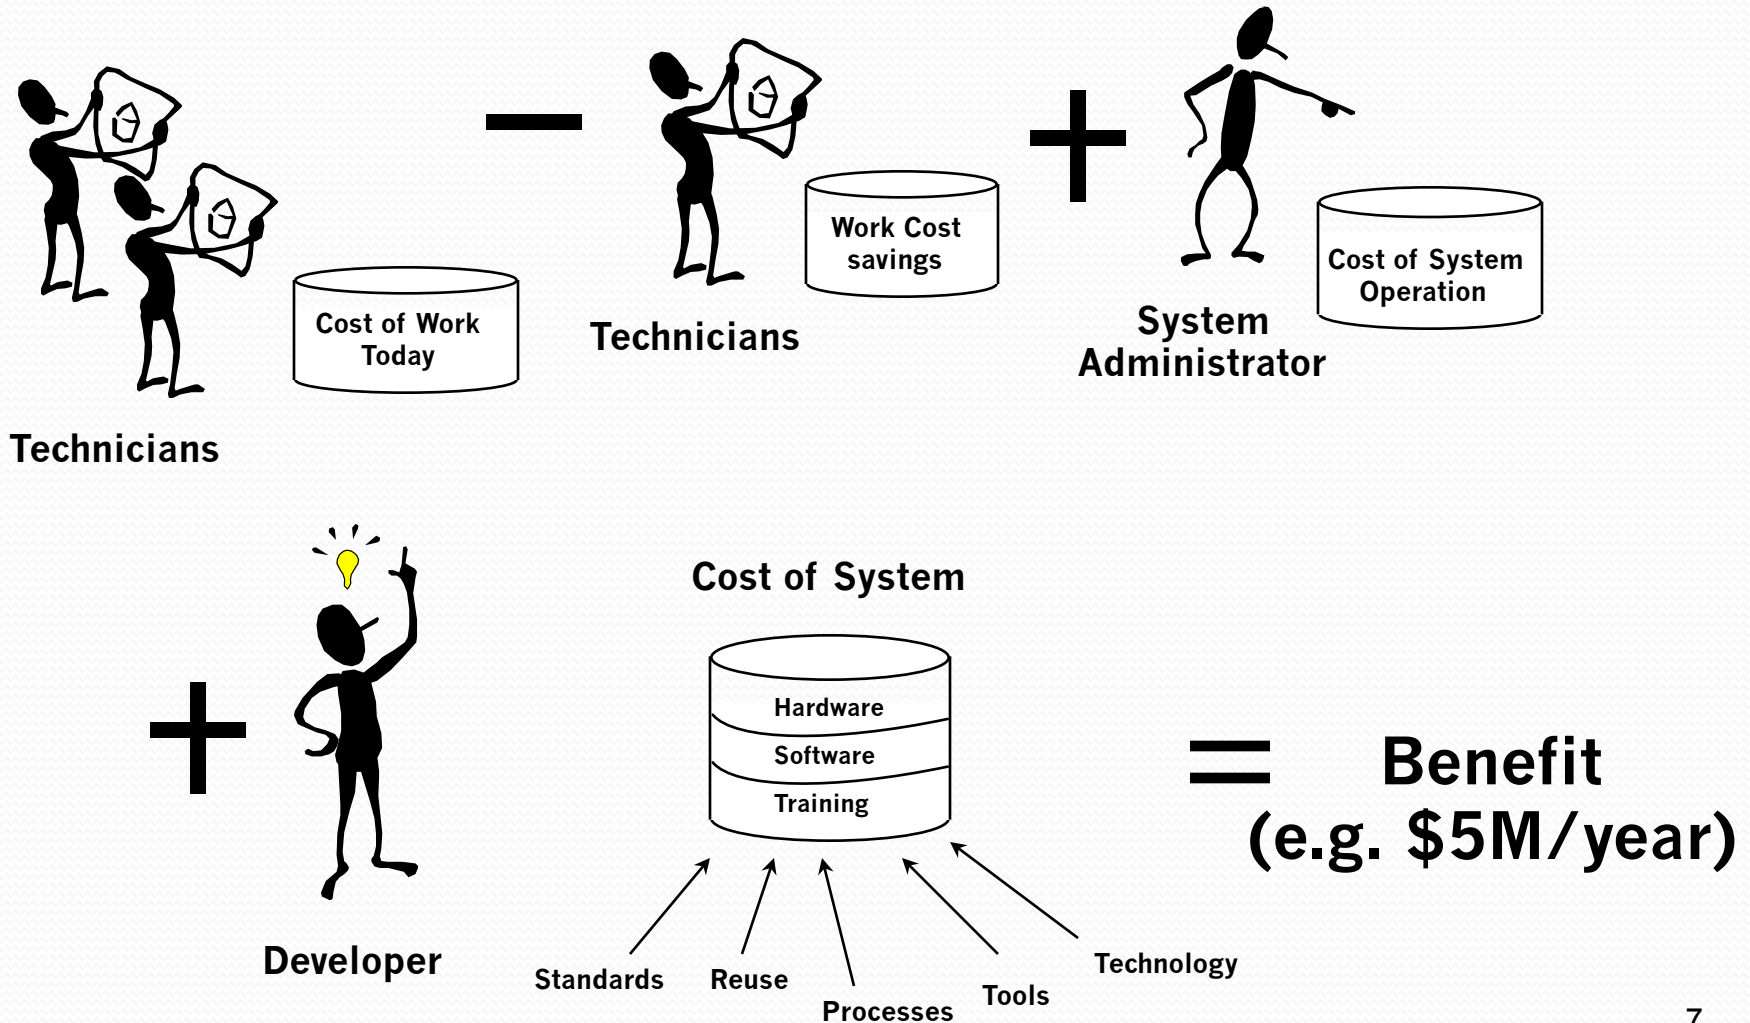 Work Cost
savings
Cost of System
Operation
Cost of Work
Today
Technicians
System
Administrator
Technicians
Cost of System
Hardware
Software
Training
Benefit
(e.g. $5M/year)
Developer
Standards
Reuse
Processes
Tools
Technology
7